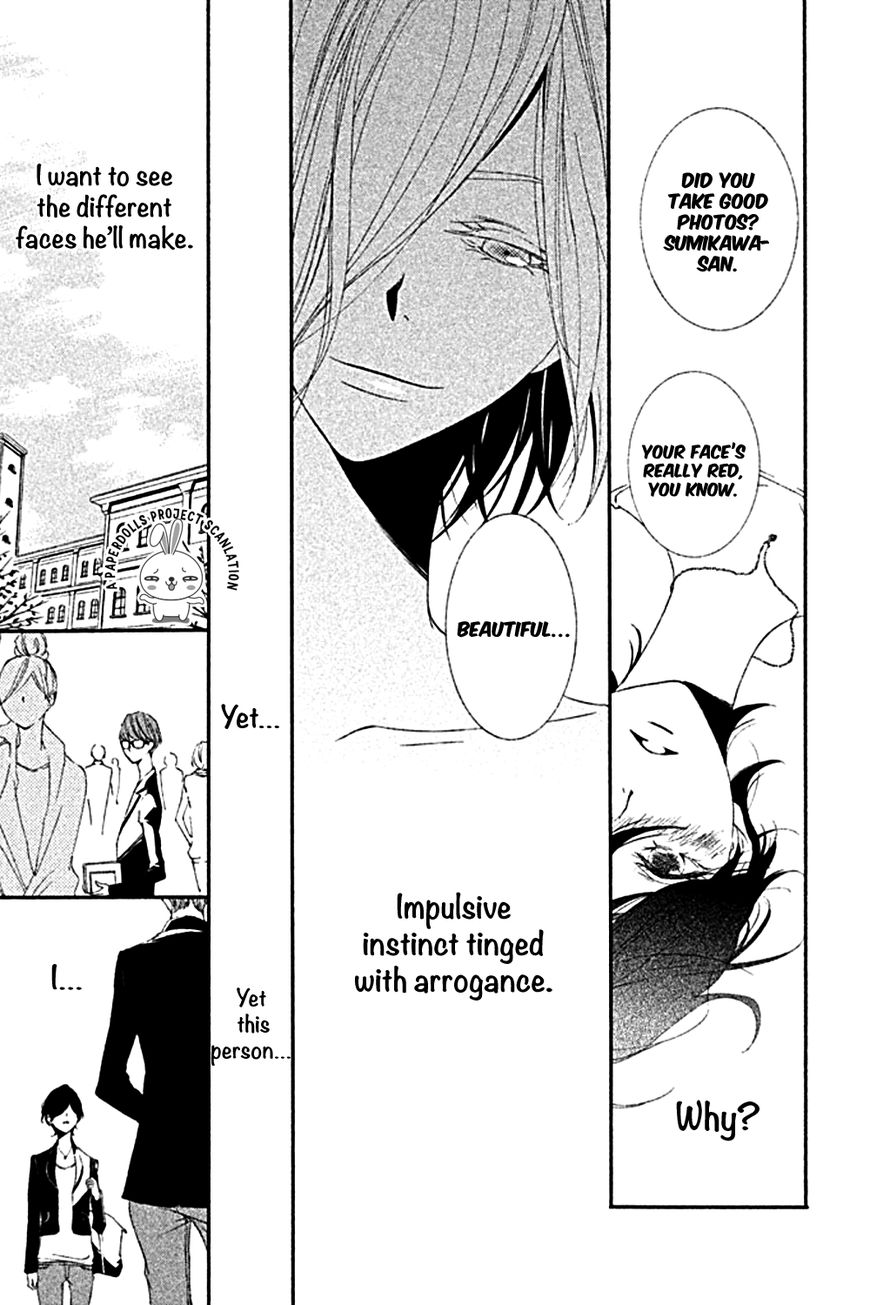 DID YOU
TAKE GOOD
PHOTOS?
SUMIKAWA-
SAN.
YOUR FACE'S
REALLY RED,
YOU KNOW.
Why?
BEAUTIFUL...
Impulsive
instinct tinged
with arrogance.
Yet...
Yet
this
person...
I want to see
the different
faces he'll make.
A PAPERDOLLS PROJECT SCANLATION
I...